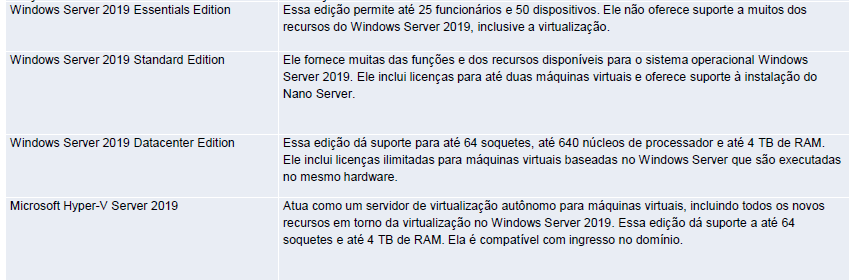 Windows Server 2019 Essentials Edition
Essa edição permite até 25 funcionários e 50 dispositivos. Ele não oferece suporte a muitos dos
recursos do Windows Server 2019, inclusive a virtualização.
Windows Server 2019 Standard Edition
Ele fornece muitas das funções e dos recursos disponíveis para o sistema operacional Windows
Server 2019. Ele inclui licenças para até duas máquinas virtuais e oferece suporte à instalação do
Nano Server.
Windows Server 2019 Datacenter Edition
Essa edição dá suporte para até 64 soquetes, até 640 núcleos de processador e até 4 TB de RAM.
Ele inclui licenças ilimitadas para máquinas virtuais baseadas no Windows Server que são executadas
no mesmo hardware.
Microsoft Hyper-V Server 2019
Atua como um servidor de virtualização autônomo para máquinas virtuais, incluindo todos os novos
recursos em torno da virtualização no Windows Server 2019. Essa edição dá suporte a até 64
soquetes e até 4 TB de RAM. Ela é compatível com ingresso no domínio.